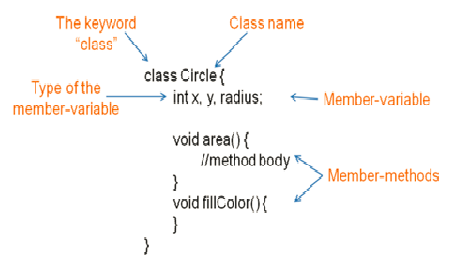 The keyword
“class”
Class name
class Circle {
Type of the
member-variable
int x, y, radius;
Member-variable
void area() {
//method body
}
Member-methods
void fillColor() {
}
}